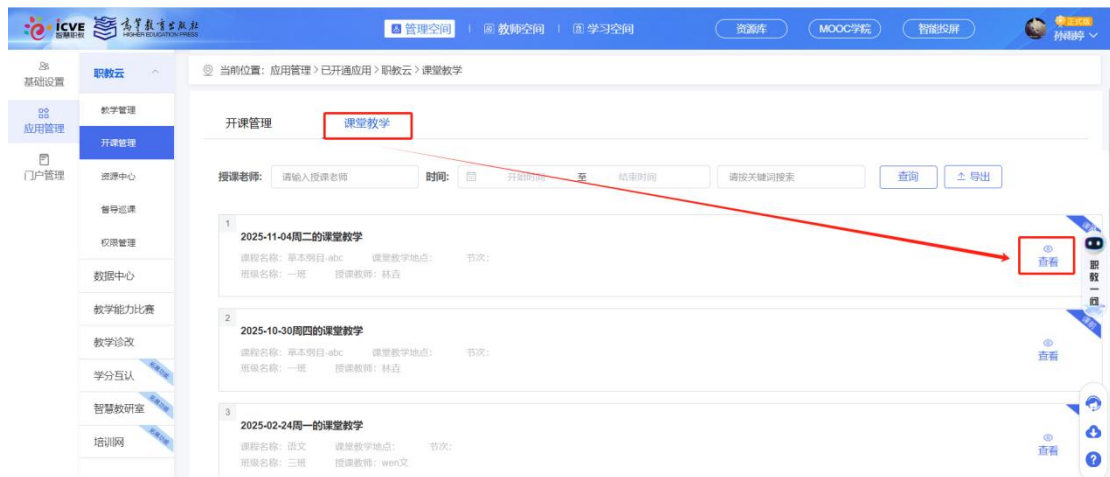 icve 智慧职教 高等教育出版社 HIGHER EDUCATION PRESS 管理空间 教师空间 学习空间 资源库 MOOC学院 智能投屏 正式版 孙雨婷
基础设置
应用管理
门户管理
职教云
教学管理
开课管理
资源中心
督导巡课
权限管理
数据中心
教学能力比赛
教学诊改
学分互认
智慧教研室
培训网
当前位置：应用管理 > 已开通应用 > 职教云 > 课堂教学
开课管理 课堂教学
授课老师: 请输入授课老师 时间: 开始时间 至 结束时间 请按关键词搜索 查询 导出
1
2025-11-04周二的课堂教学
课程名称：草本纲目-abc 课堂教学地点： 节次：
班级名称：一班 授课教师：林垚
查看
2
2025-10-30周四的课堂教学
课程名称：草本纲目-abc 课堂教学地点： 节次：
班级名称：一班 授课教师：林垚
查看
3
2025-02-24周一的课堂教学
课程名称：语文 课堂教学地点： 节次：
班级名称：三班 授课教师：wen文
查看
职教一问
?